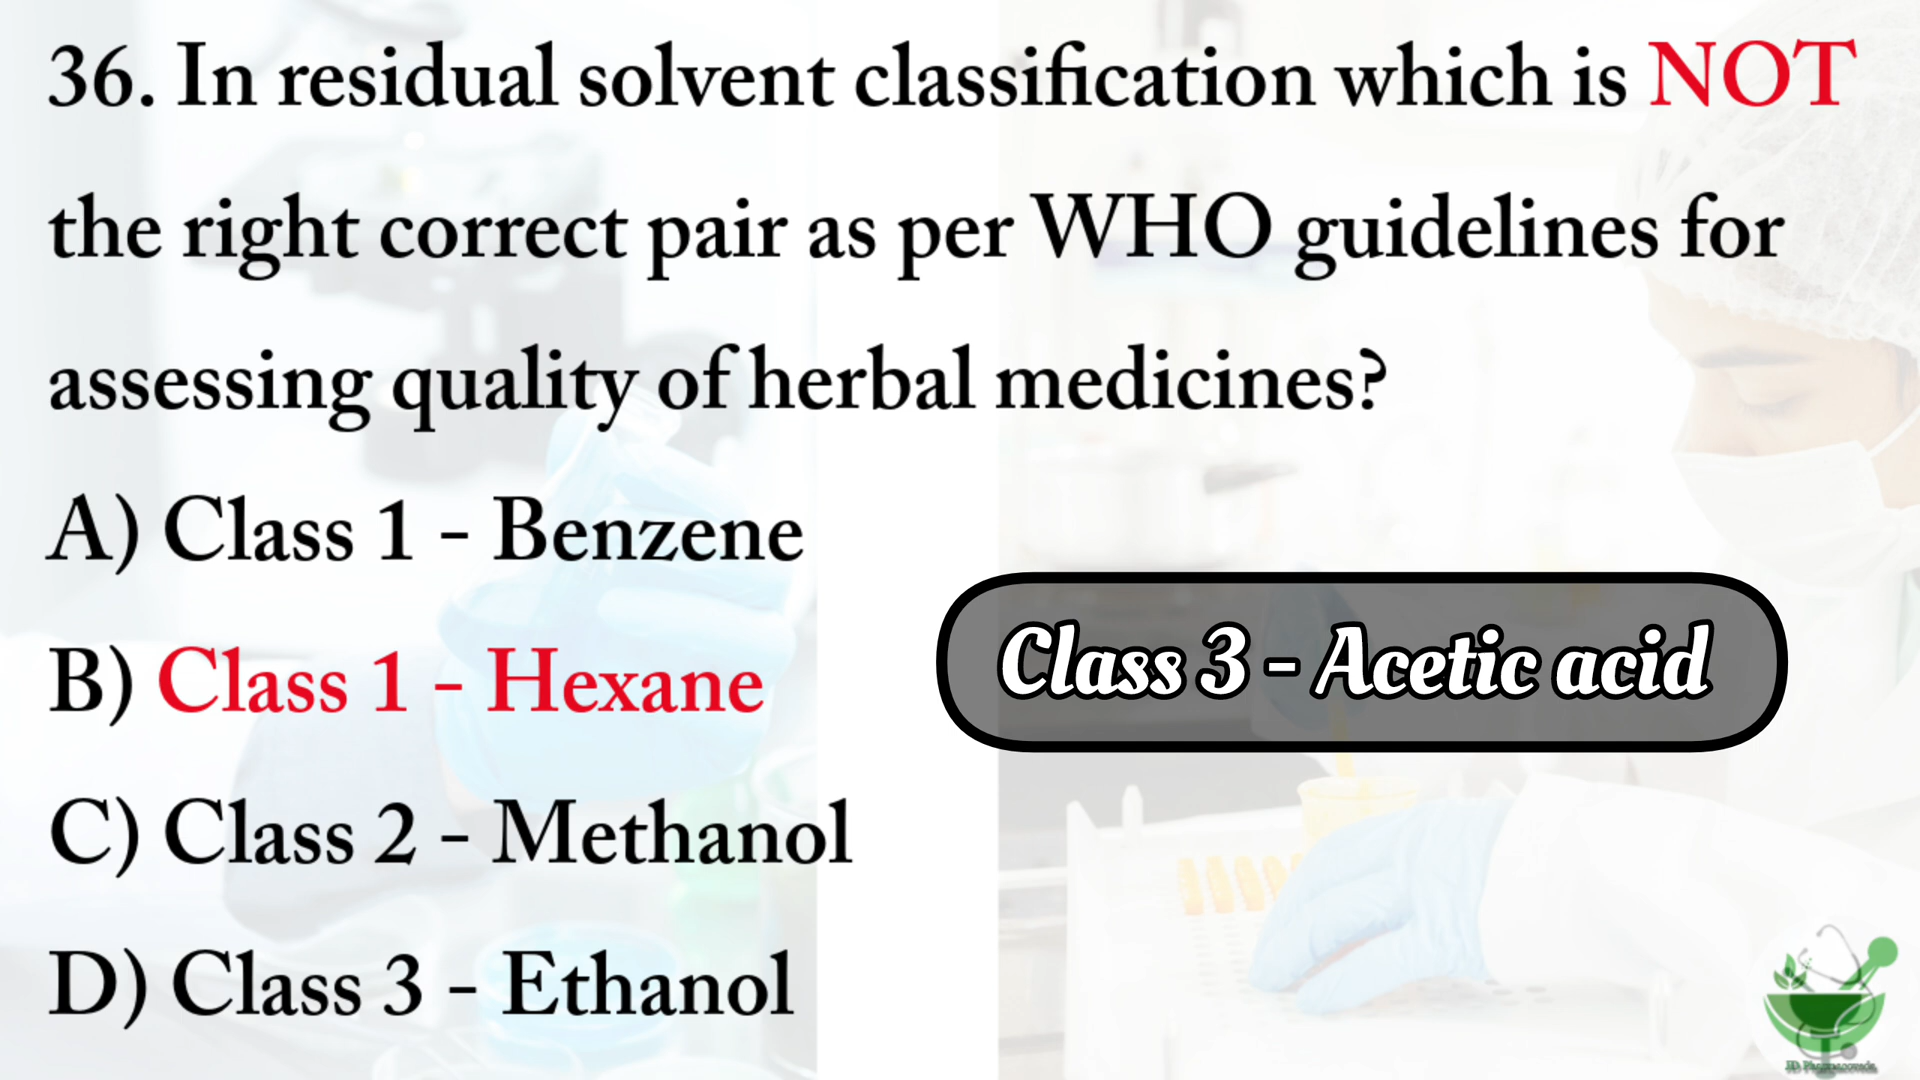 36. In residual solvent classification which is NOT
the right correct pair as per WHO guidelines for
assessing quality of herbal medicines?
A) Class 1 - Benzene
B) Class 1 - Hexane
Class 3 - Acetic acid
C) Class 2 - Methanol
D) Class 3 - Ethanol